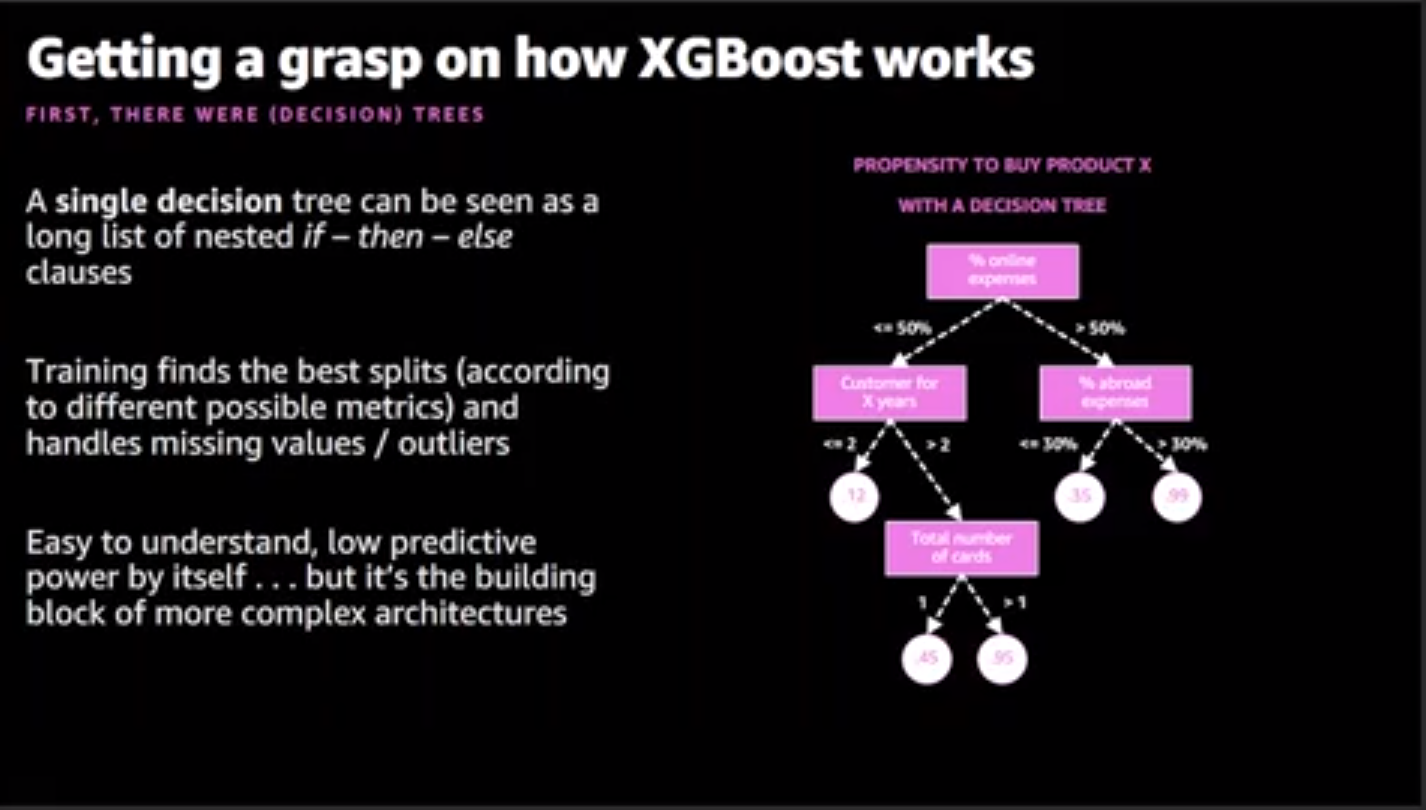 Getting a grasp on how XGBoost works
FIRST, THERE WERE (DECISION) TREES
A single decision tree can be seen as a
long list of nested if – then – else
clauses
Training finds the best splits (according
to different possible metrics) and
handles missing values / outliers
Easy to understand, low predictive
power by itself . . . but it's the building
block of more complex architectures
PROPENSITY TO BUY PRODUCT X
WITH A DECISION TREE
% online
expenses
<= 50%
> 50%
Customer for
X years
% abroad
expenses
<= 2
> 2
<= 30%
> 30%
.12
.35
.99
Total number
of cards
1
> 1
.45
.95